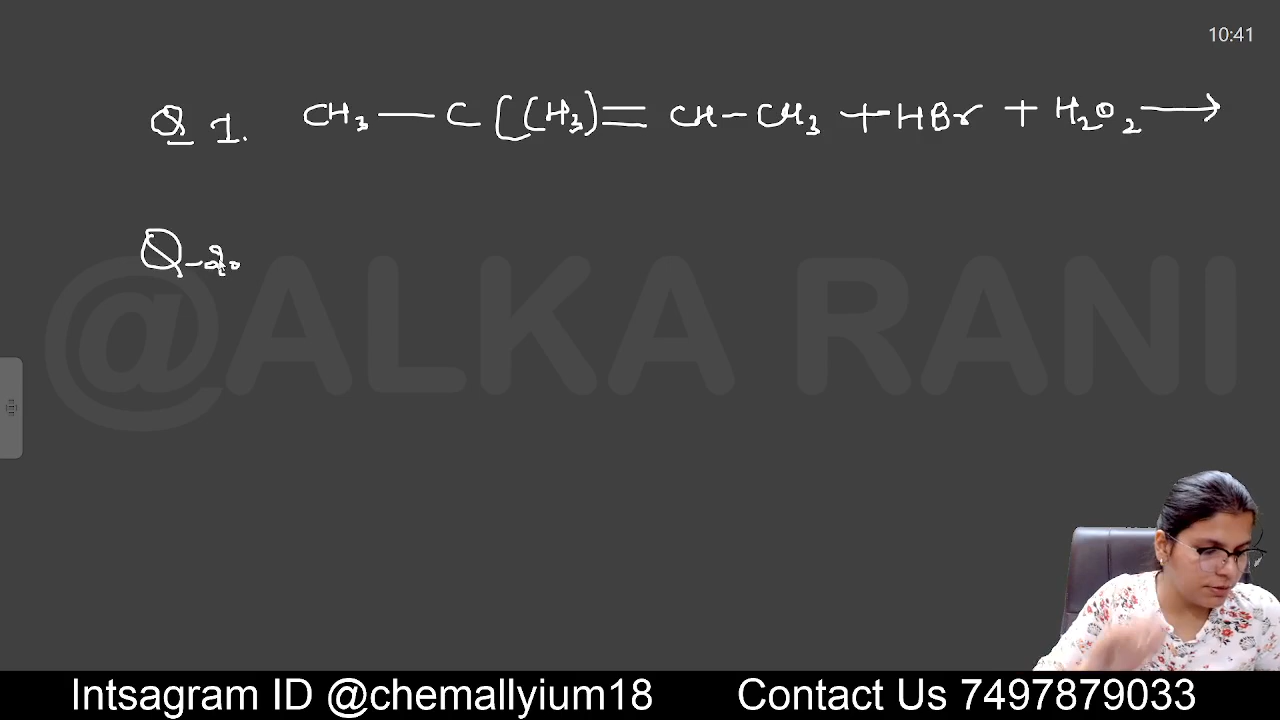 10:41
Q 1. CH₃ — C (CH₃) = CH - CH₃ + HBr + H₂O₂ →
Q-2.
@ALKA RANI
Intsagram ID @chemallyium18 Contact Us 7497879033